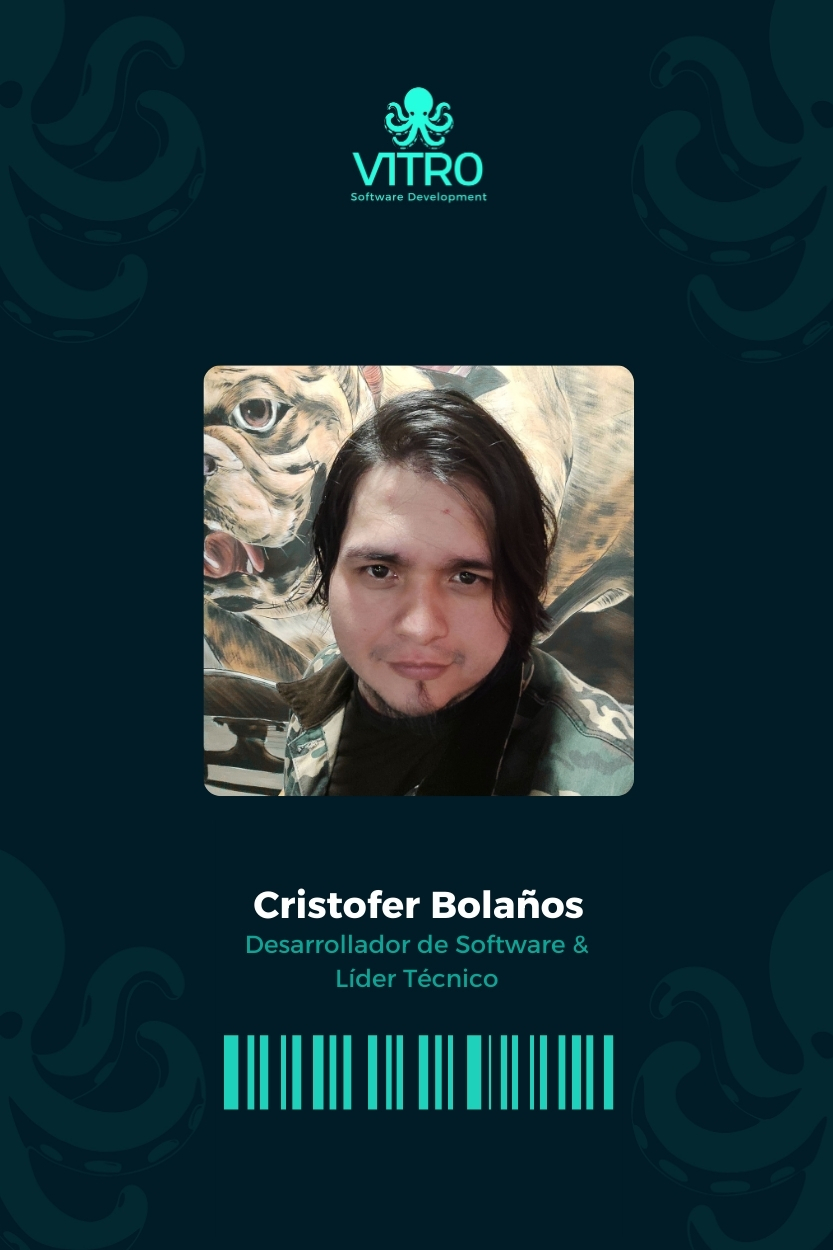 VITRO
Software Development
Cristofer Bolaños
Desarrollador de Software &
Líder Técnico